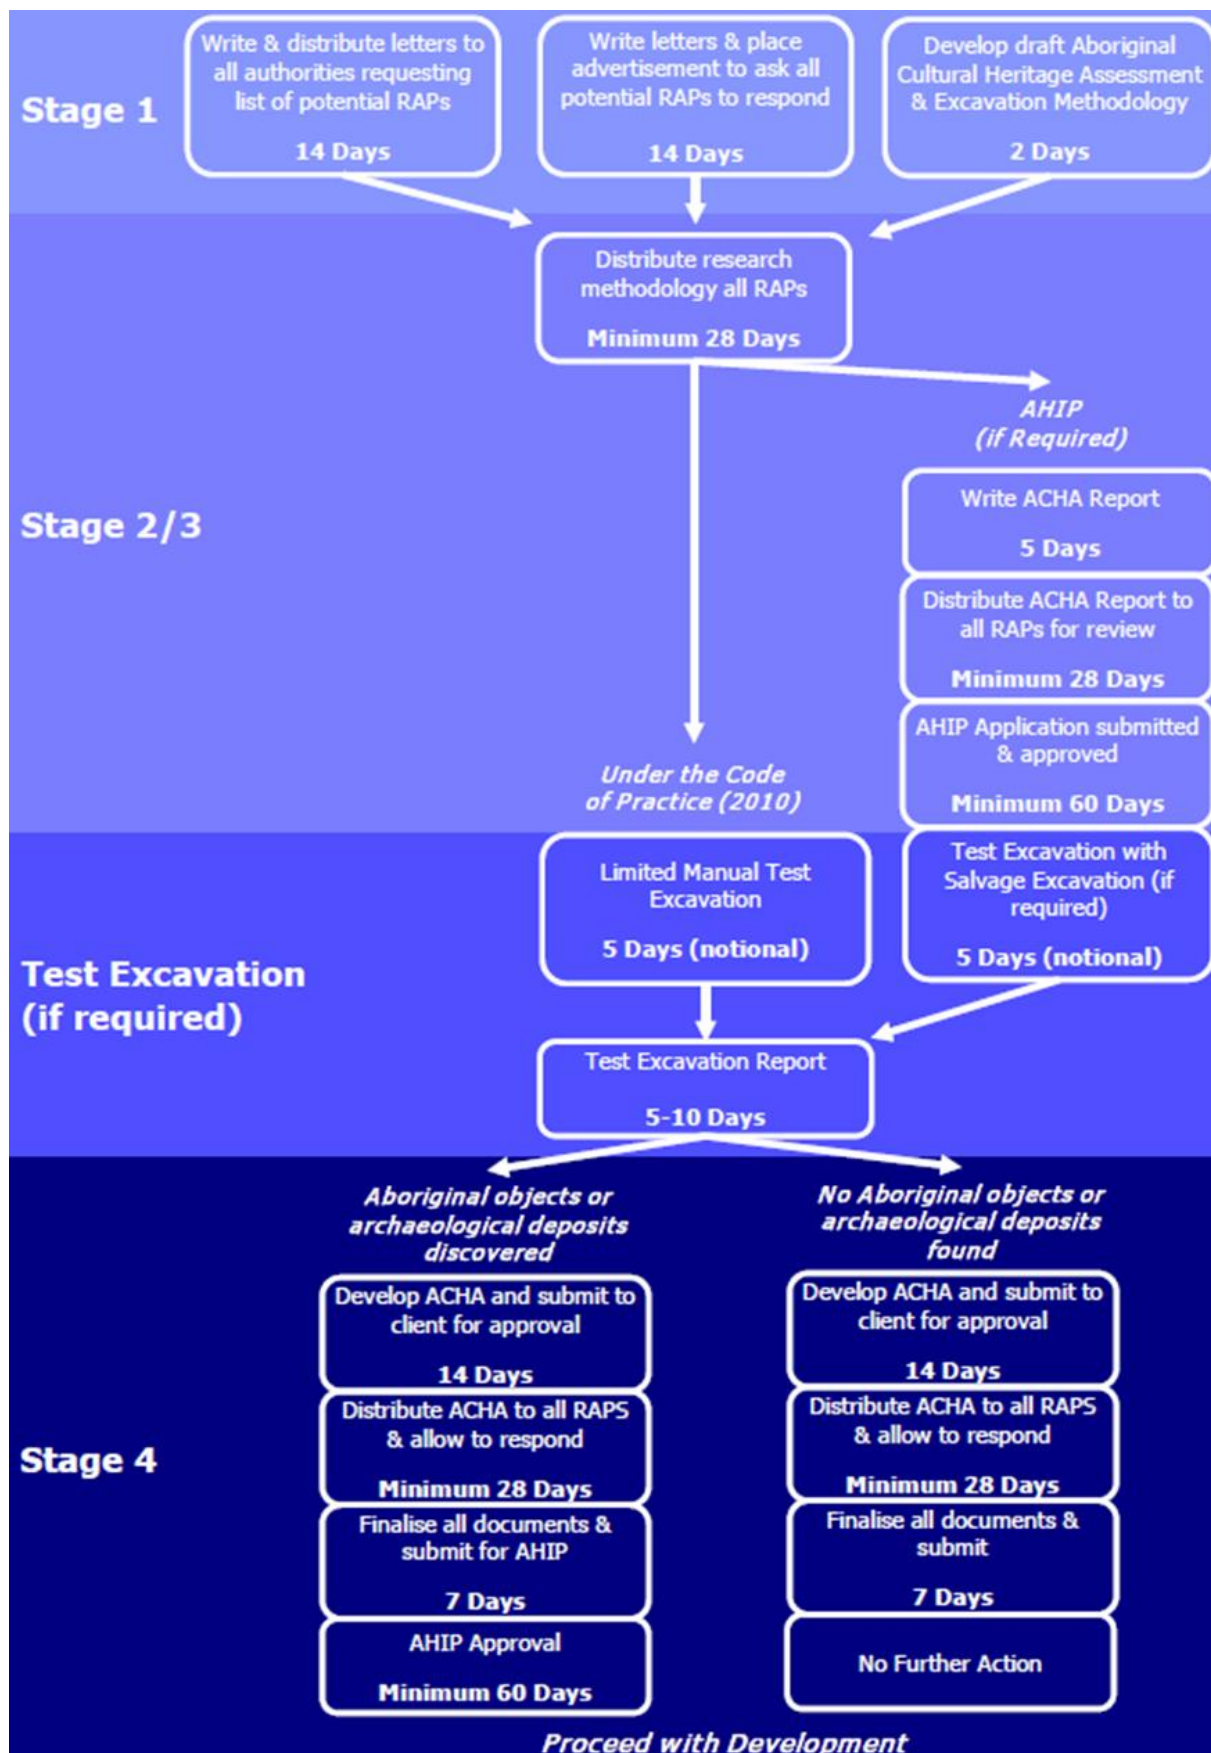 Stage 1
Write & distribute letters to
all authorities requesting
list of potential RAPs
14 Days
Write letters & place
advertisement to ask all
potential RAPs to respond
14 Days
Develop draft Aboriginal
Cultural Heritage Assessment
& Excavation Methodology
2 Days
Stage 2/3
Distribute research
methodology all RAPs
Minimum 28 Days
AHIP
(if Required)
Write ACHA Report
5 Days
Distribute ACHA Report to
all RAPs for review
Minimum 28 Days
AHIP Application submitted
& approved
Minimum 60 Days
Under the Code
of Practice (2010)
Test Excavation
(if required)
Limited Manual Test
Excavation
5 Days (notional)
Test Excavation with
Salvage Excavation (if
required)
5 Days (notional)
Test Excavation Report
5-10 Days
Stage 4
Aboriginal objects or
archaeological deposits
discovered
Develop ACHA and submit to
client for approval
14 Days
Distribute ACHA to all RAPS
& allow to respond
Minimum 28 Days
Finalise all documents &
submit for AHIP
7 Days
AHIP Approval
Minimum 60 Days
No Aboriginal objects or
archaeological deposits
found
Develop ACHA and submit to
client for approval
14 Days
Distribute ACHA to all RAPS
& allow to respond
Minimum 28 Days
Finalise all documents &
submit
7 Days
No Further Action
Proceed with Development